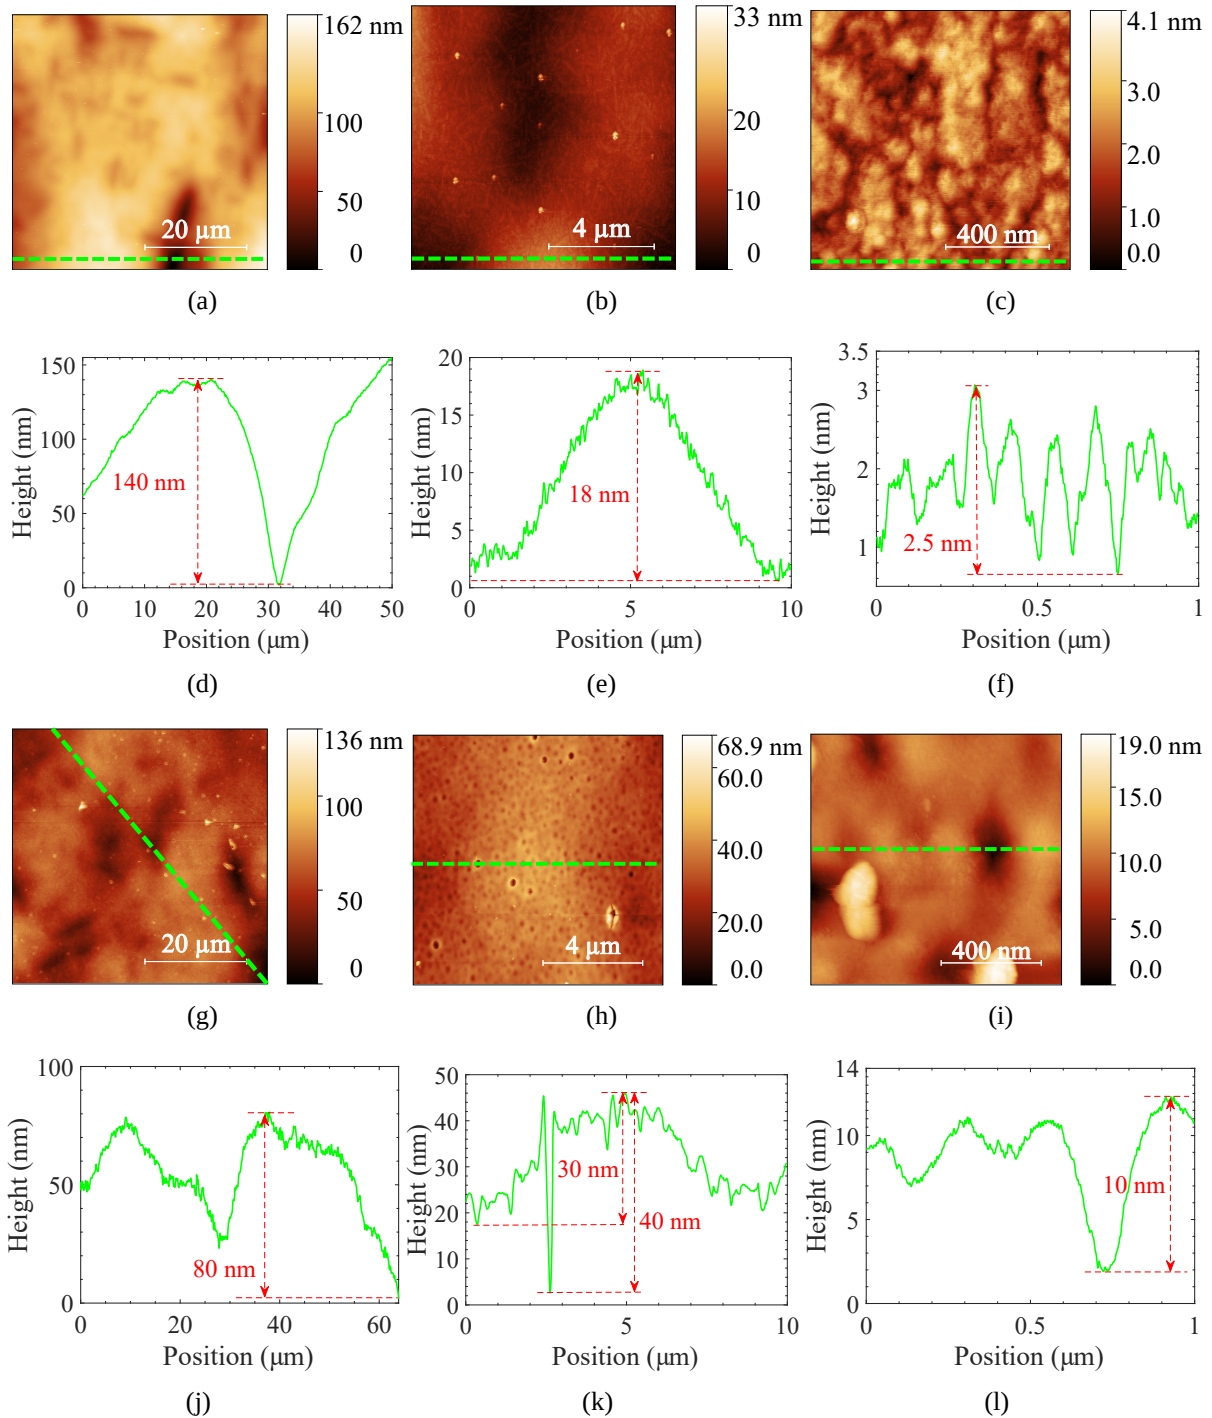 162 nm
100
50
0
20 μm
(a)
33 nm
20
10
0
4 μm
(b)
4.1 nm
3.0
2.0
1.0
0.0
400 nm
(c)
150
100
50
0
Height (nm)
140 nm
0 10 20 30 40 50
Position (μm)
(d)
20
15
10
5
0
Height (nm)
18 nm
0 5 10
Position (μm)
(e)
3.5
3
2
1
Height (nm)
2.5 nm
0 0.5 1
Position (μm)
(f)
136 nm
100
50
0
20 μm
(g)
68.9 nm
60.0
40.0
20.0
0.0
4 μm
(h)
19.0 nm
15.0
10.0
5.0
0.0
400 nm
(i)
100
50
0
Height (nm)
80 nm
0 20 40 60
Position (μm)
(j)
50
40
30
20
10
0
Height (nm)
30 nm
40 nm
0 5 10
Position (μm)
(k)
14
10
6
2
0
Height (nm)
10 nm
0 0.5 1
Position (μm)
(l)